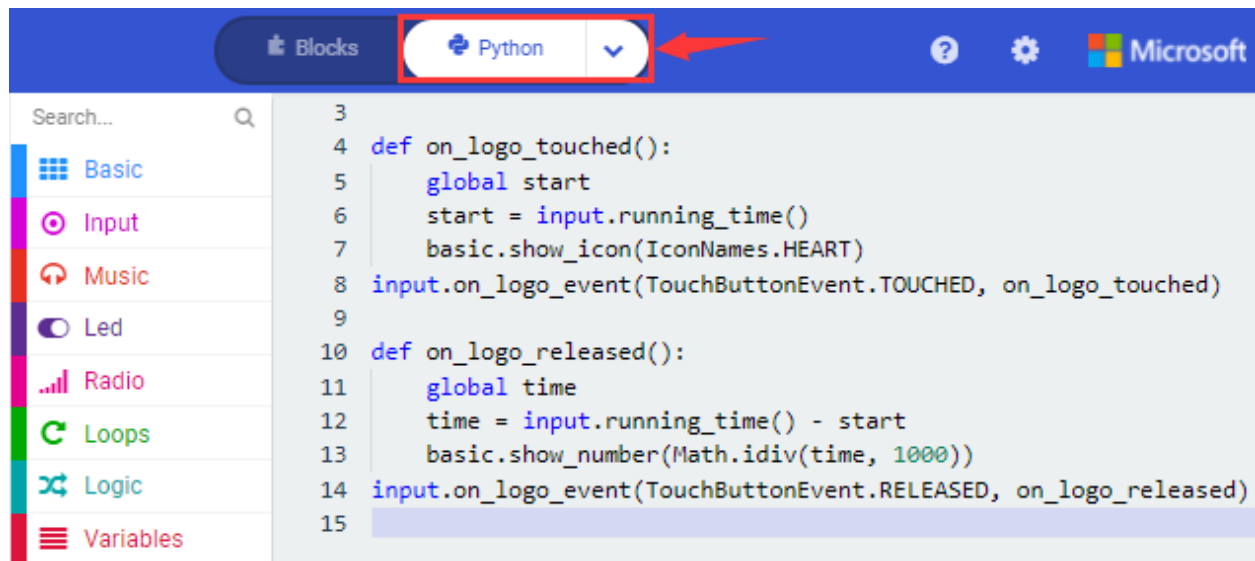 Blocks
Python
Microsoft
Search...
Basic
Input
Music
Led
Radio
Loops
Logic
Variables
3
4 def on_logo_touched():
5     global start
6     start = input.running_time()
7     basic.show_icon(IconNames.HEART)
8 input.on_logo_event(TouchButtonEvent.TOUCHED, on_logo_touched)
9
10 def on_logo_released():
11     global time
12     time = input.running_time() - start
13     basic.show_number(Math.idiv(time, 1000))
14 input.on_logo_event(TouchButtonEvent.RELEASED, on_logo_released)
15